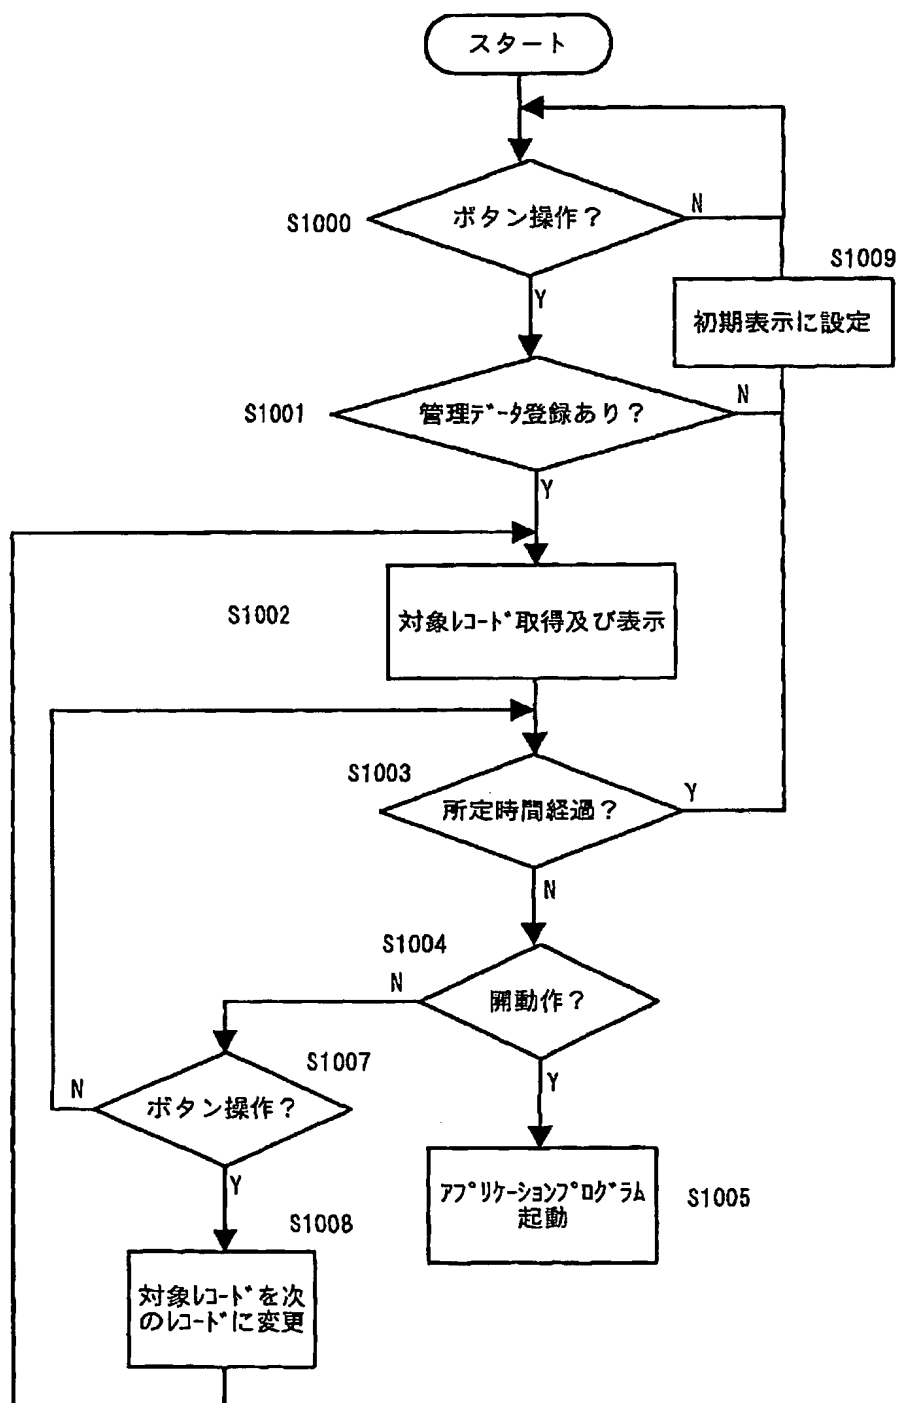 スタート
S1000
ボタン操作？
N
S1009
初期表示に設定
Y
S1001
管理ﾃﾞｰﾀ登録あり？
N
Y
S1002
対象ﾚｺｰﾄﾞ取得及び表示
S1003
所定時間経過？
Y
N
S1004
N
開動作？
S1007
N
ボタン操作？
Y
Y
ｱﾌﾟﾘｹｰｼｮﾝﾌﾟﾛｸﾞﾗﾑ
起動
S1005
S1008
対象ﾚｺｰﾄﾞを次
のﾚｺｰﾄﾞに変更